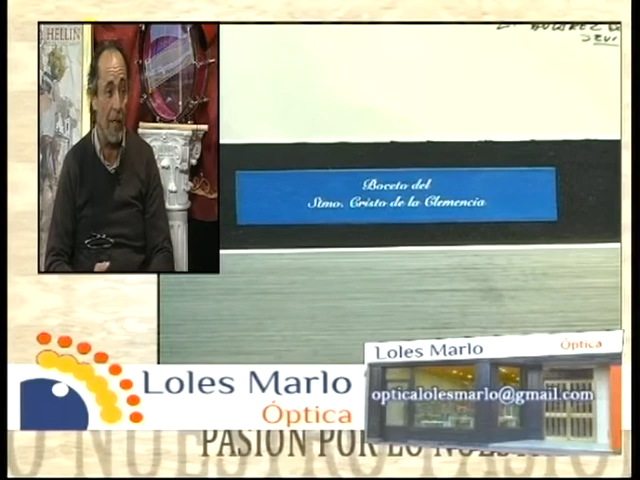 HELLIN
Boceto del
Stmo. Cristo de la Clemencia
Loles Marlo
Óptica
Loles Marlo
Óptica
opticalolesmarlo@gmail.com
PASIÓN POR LO NUESTRO